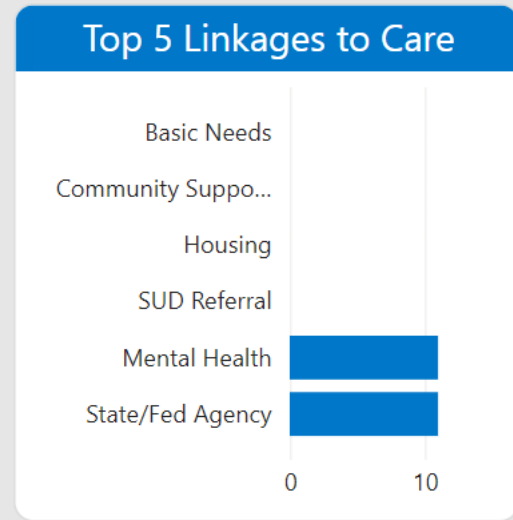 Top 5 Linkages to Care
Basic Needs
Community Suppo...
Housing
SUD Referral
Mental Health
State/Fed Agency
0 10